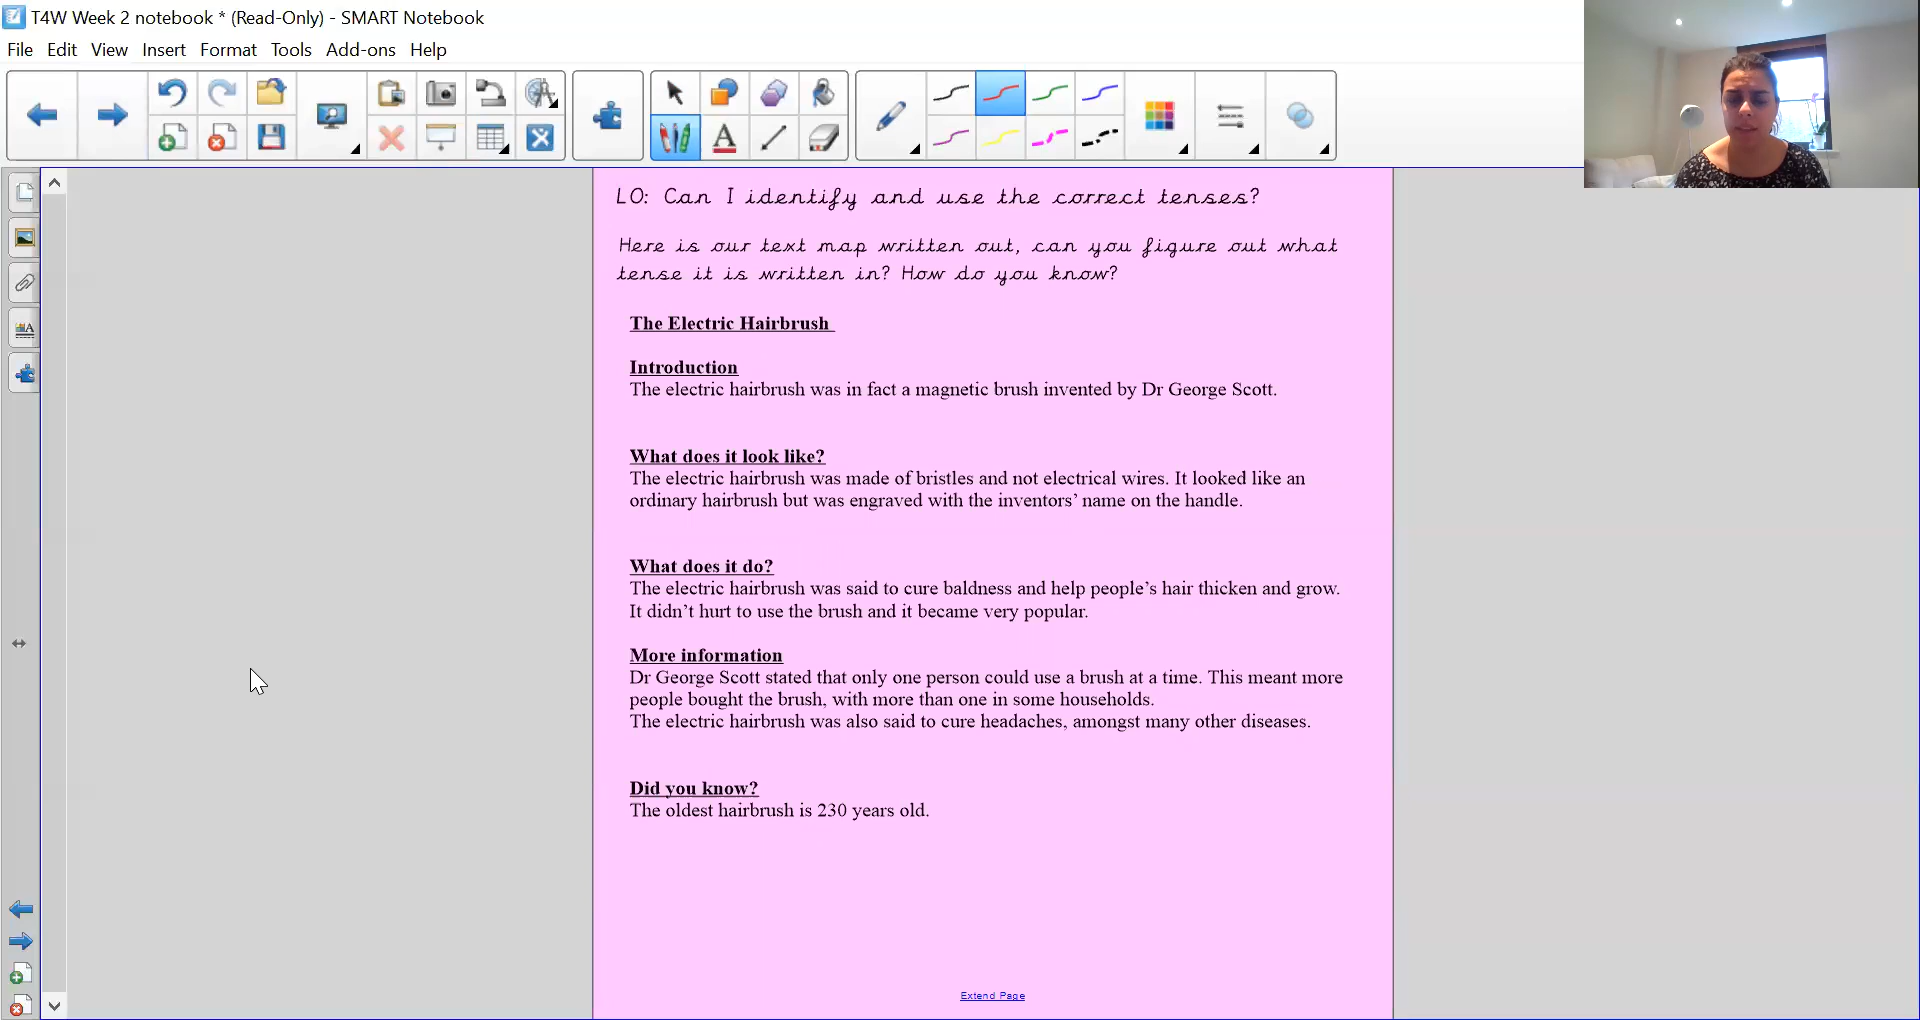 T4W Week 2 notebook * (Read-Only) - SMART Notebook
File Edit View Insert Format Tools Add-ons Help
LO: Can I identify and use the correct tenses?
Here is our text map written out, can you figure out what
tense it is written in? How do you know?
The Electric Hairbrush
Introduction
The electric hairbrush was in fact a magnetic brush invented by Dr George Scott.
What does it look like?
The electric hairbrush was made of bristles and not electrical wires. It looked like an
ordinary hairbrush but was engraved with the inventors’ name on the handle.
What does it do?
The electric hairbrush was said to cure baldness and help people’s hair thicken and grow.
It didn’t hurt to use the brush and it became very popular.
More information
Dr George Scott stated that only one person could use a brush at a time. This meant more
people bought the brush, with more than one in some households.
The electric hairbrush was also said to cure headaches, amongst many other diseases.
Did you know?
The oldest hairbrush is 230 years old.
Extend Page